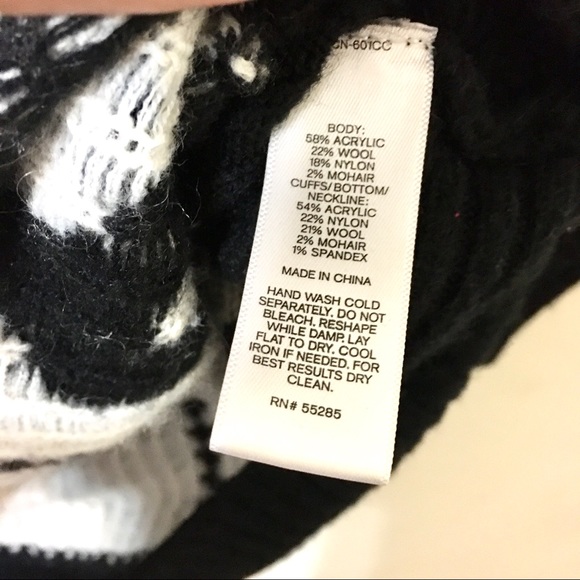 CN-601CC
BODY:
58% ACRYLIC
22% WOOL
18% NYLON
2% MOHAIR
CUFFS/BOTTOM/
NECKLINE:
54% ACRYLIC
22% NYLON
21% WOOL
2% MOHAIR
1% SPANDEX
MADE IN CHINA
HAND WASH COLD
SEPARATELY. DO NOT
BLEACH. RESHAPE
WHILE DAMP. LAY
FLAT TO DRY. COOL
IRON IF NEEDED. FOR
BEST RESULTS DRY
CLEAN.
RN# 55285